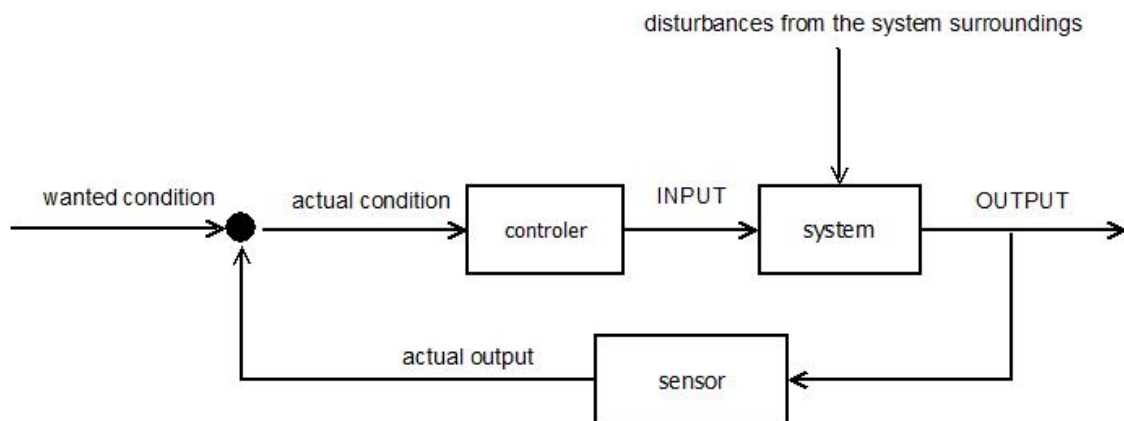 disturbances from the system surroundings
wanted condition
actual condition
controler
INPUT
system
OUTPUT
actual output
sensor